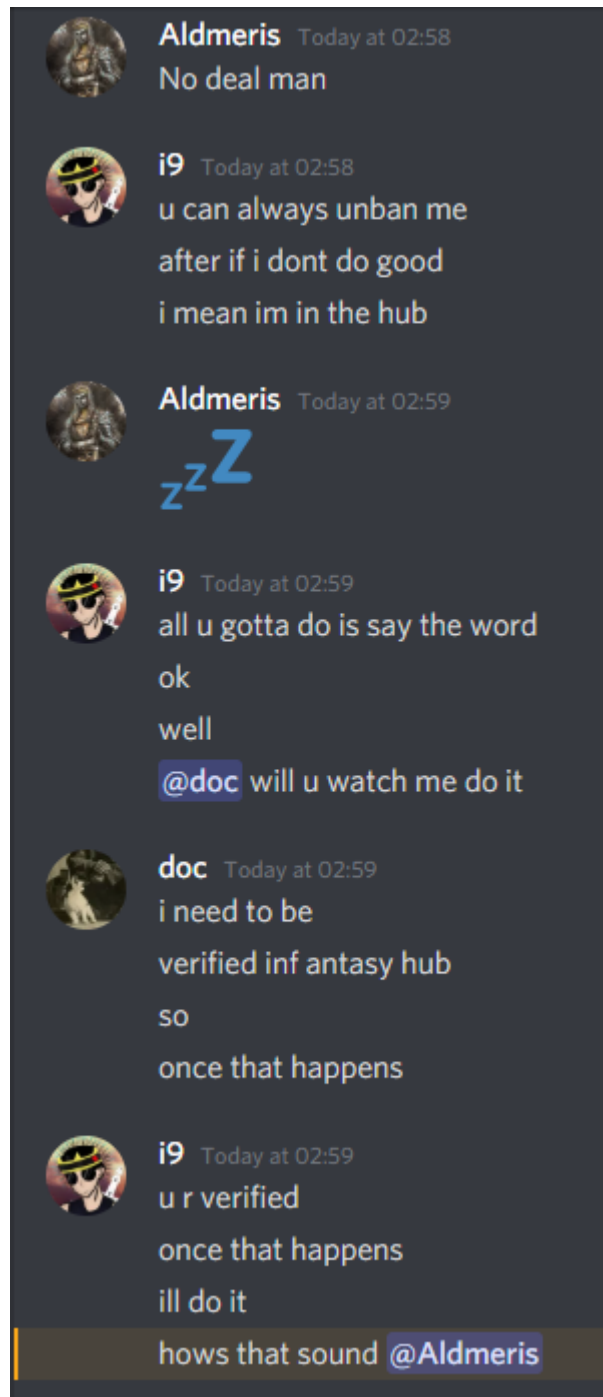 Aldmeris Today at 02:58
No deal man
i9 Today at 02:58
u can always unban me
after if i dont do good
i mean im in the hub
Aldmeris Today at 02:59
zzZ
i9 Today at 02:59
all u gotta do is say the word
ok
well
@doc will u watch me do it
doc Today at 02:59
i need to be
verified inf antasy hub
so
once that happens
i9 Today at 02:59
u r verified
once that happens
ill do it
hows that sound @Aldmeris